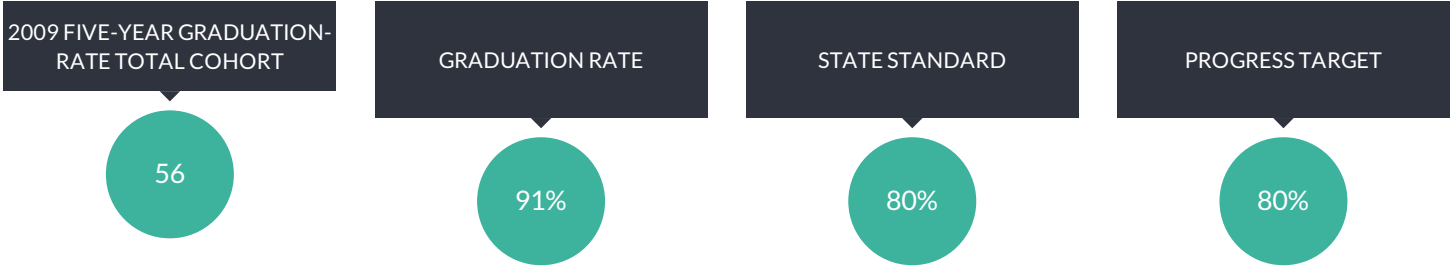 2009 FIVE-YEAR GRADUATION-
RATE TOTAL COHORT
56
GRADUATION RATE
91%
STATE STANDARD
80%
PROGRESS TARGET
80%